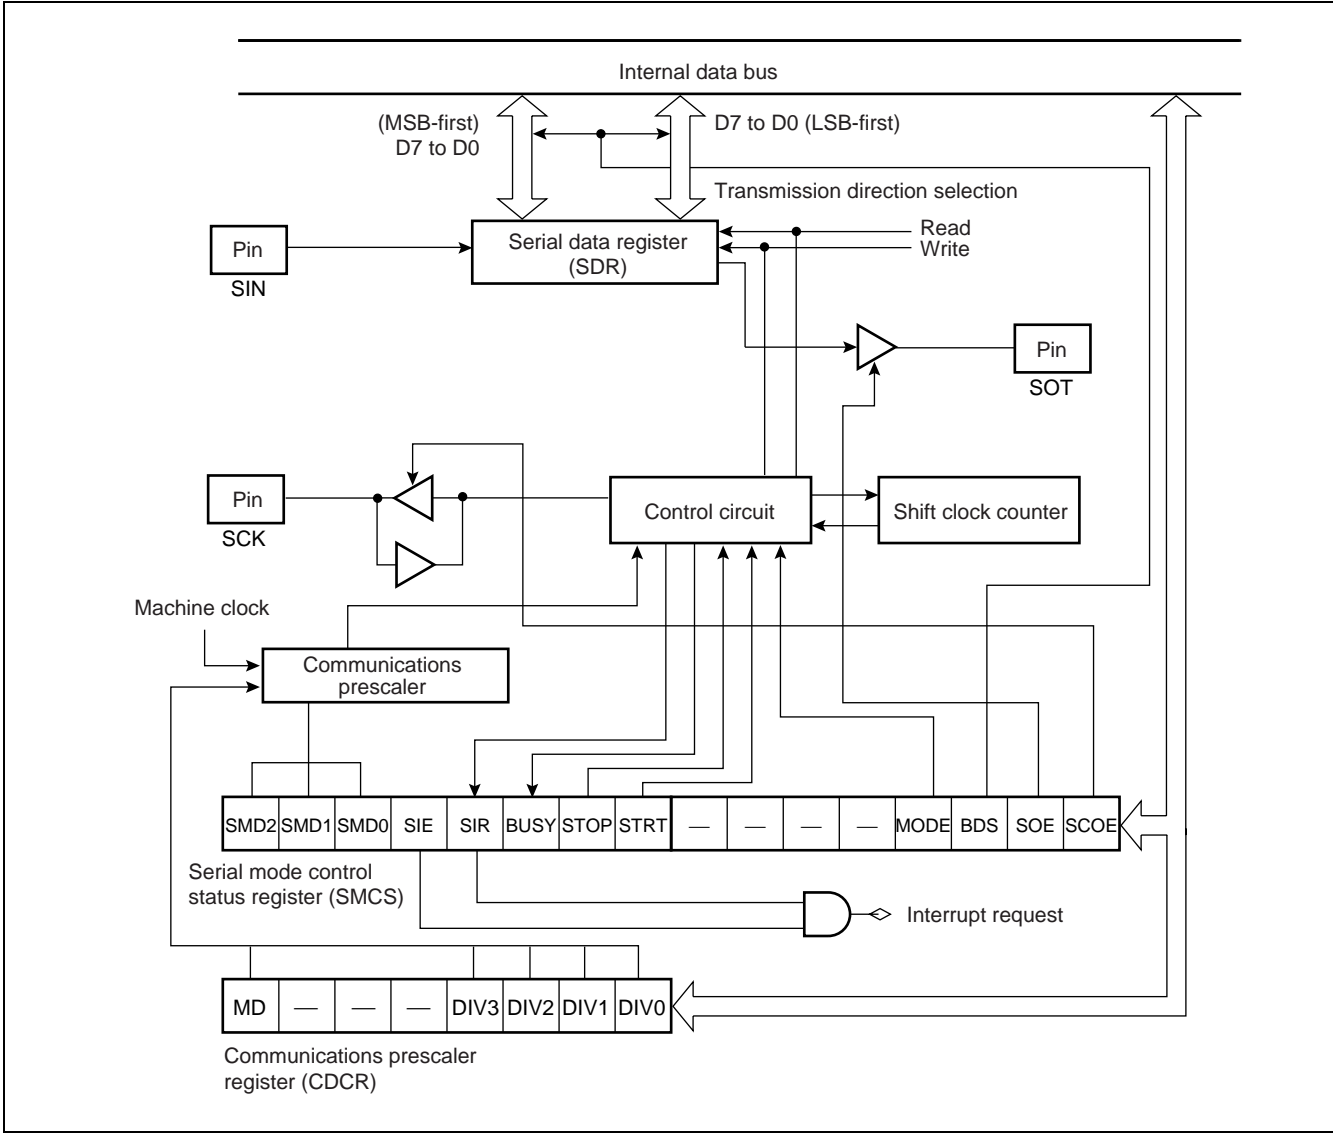 Internal data bus
(MSB-first)
D7 to D0
D7 to D0 (LSB-first)
Transmission direction selection
Pin
SIN
Serial data register
(SDR)
Read
Write
Pin
SOT
Pin
SCK
Control circuit
Shift clock counter
Machine clock
Communications
prescaler
SMD2 SMD1 SMD0 SIE SIR BUSY STOP STRT — — — — MODE BDS SOE SCOE
Serial mode control
status register (SMCS)
Interrupt request
MD — — — DIV3 DIV2 DIV1 DIV0
Communications prescaler
register (CDCR)